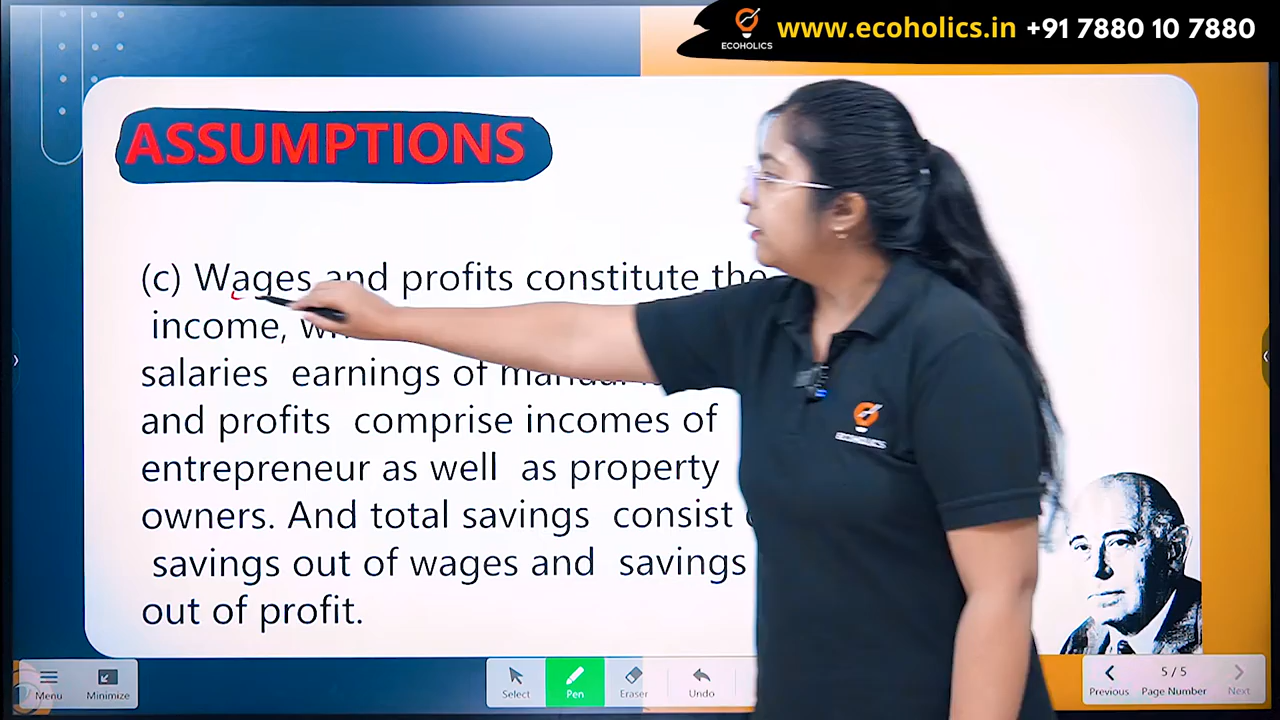 ECOHOLICS
www.ecoholics.in +91 7880 10 7880
ASSUMPTIONS
(c) Wages and profits constitute the
income,
salaries earnings of
and profits comprise incomes of
entrepreneur as well as property
owners. And total savings consist
savings out of wages and savings
out of profit.
ECOHOLICS
Menu
Minimize
Select
Pen
Eraser
Undo
Previous
5/5
Page Number
Next